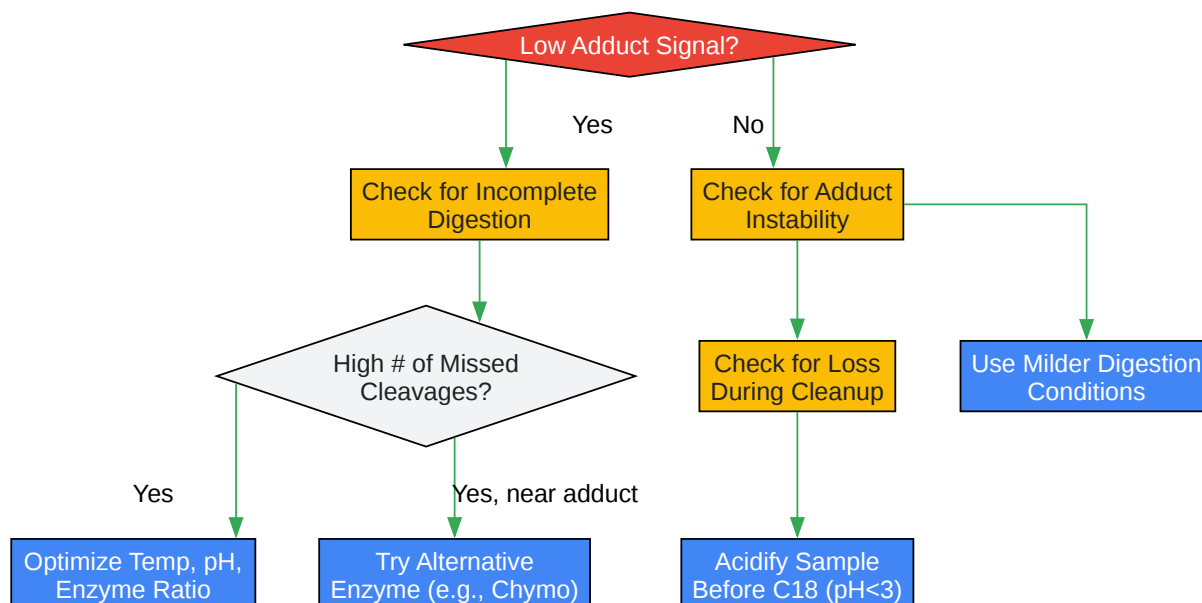 Low Adduct Signal?
Yes
No
Check for Incomplete
Digestion
Check for Adduct
Instability
High # of Missed
Cleavages?
Check for Loss
During Cleanup
Use Milder Digestion
Conditions
Yes
Yes, near adduct
Optimize Temp, pH,
Enzyme Ratio
Try Alternative
Enzyme (e.g., Chymo)
Acidify Sample
Before C18 (pH<3)